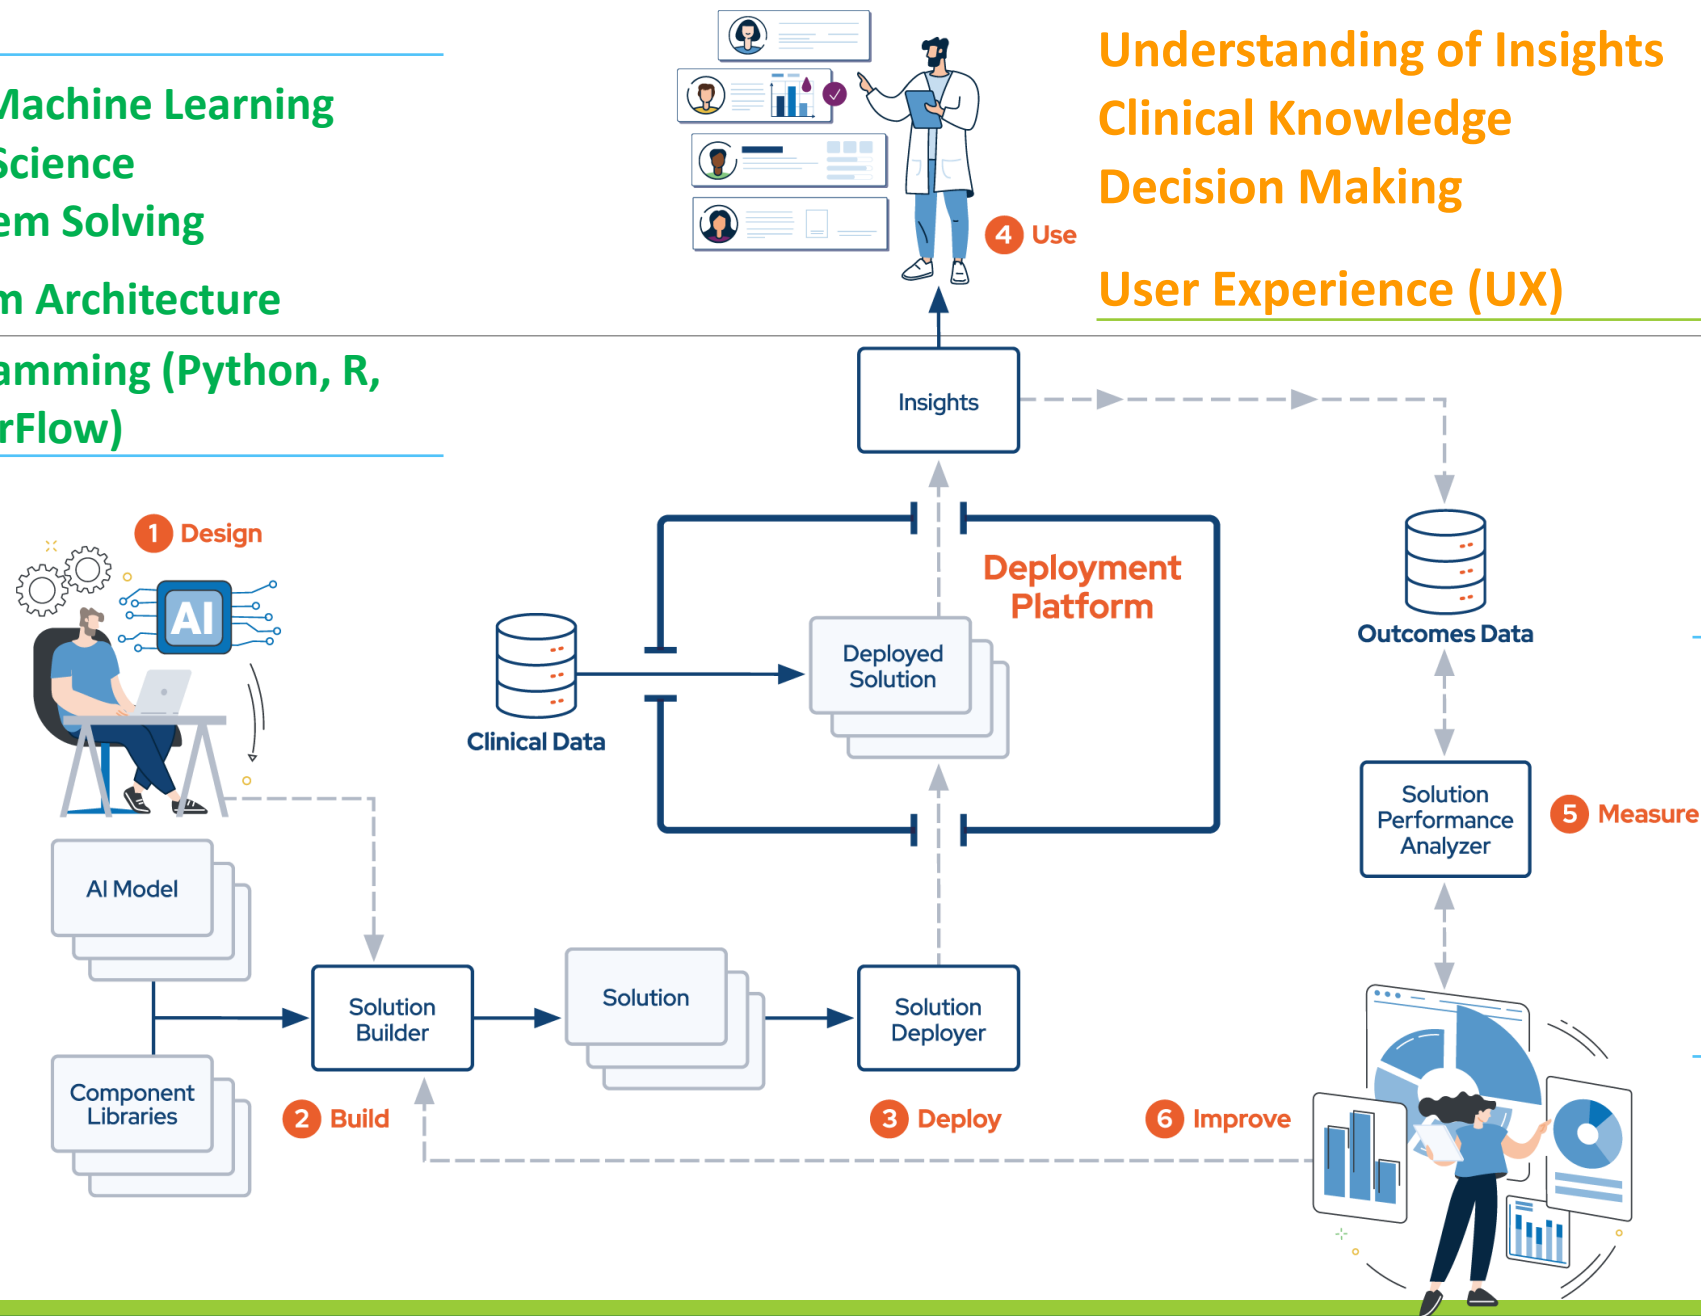 Machine Learning
Science
em Solving
m Architecture
amming (Python, R,
rFlow)
Understanding of Insights
Clinical Knowledge
Decision Making
User Experience (UX)
4 Use
Insights
1 Design
AI
Deployment
Platform
Deployed
Solution
Clinical Data
Outcomes Data
Solution
Performance
Analyzer
5 Measure
AI Model
Solution
Builder
Solution
Solution
Deployer
Component
Libraries
2 Build
3 Deploy
6 Improve